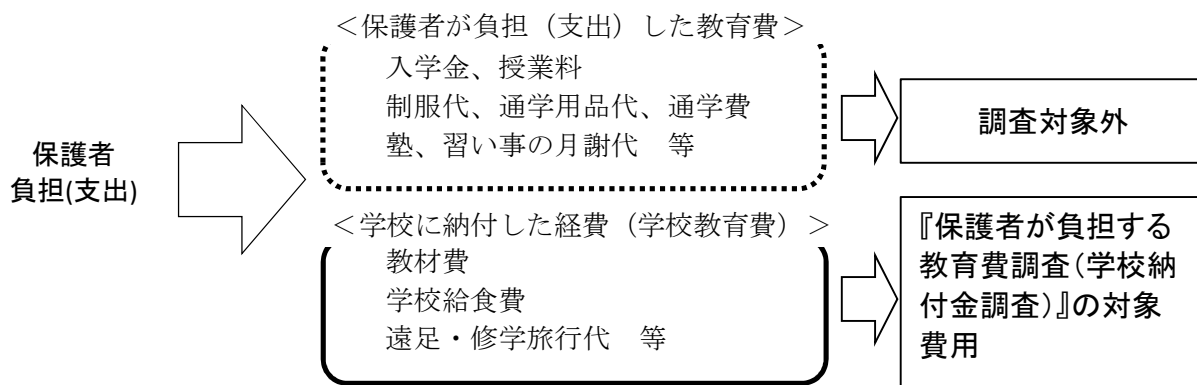 保護者
負担(支出)
＜保護者が負担（支出）した教育費＞
入学金、授業料
制服代、通学用品代、通学費
塾、習い事の月謝代　等
調査対象外
＜学校に納付した経費（学校教育費）＞
教材費
学校給食費
遠足・修学旅行代　等
『保護者が負担する
教育費調査（学校納
付金調査）』の対象
費用